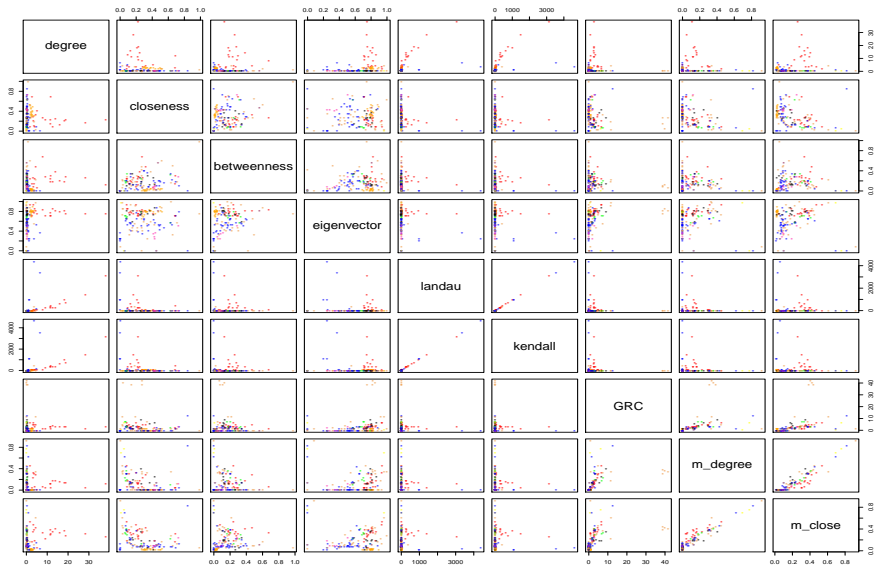 0.0 0.2 0.4 0.6 0.8 1.0 0.0 0.2 0.4 0.6 0.8 1.0 0 1000 3000 0.0 0.2 0.4 0.6 0.8
degree
0 10 20 30
closeness
0.0 0.4 0.8
betweenness
0.0 0.4 0.8
eigenvector
0.0 0.4 0.8
landau
0 2000 4000
kendall
0 2000 4000
GRC
0 10 20 30 40
m_degree
0.0 0.4 0.8
m_close
0.0 0.4 0.8
0 10 20 30 0.0 0.2 0.4 0.6 0.8 1.0 0 1000 3000 0 10 20 30 40 0.0 0.2 0.4 0.6 0.8